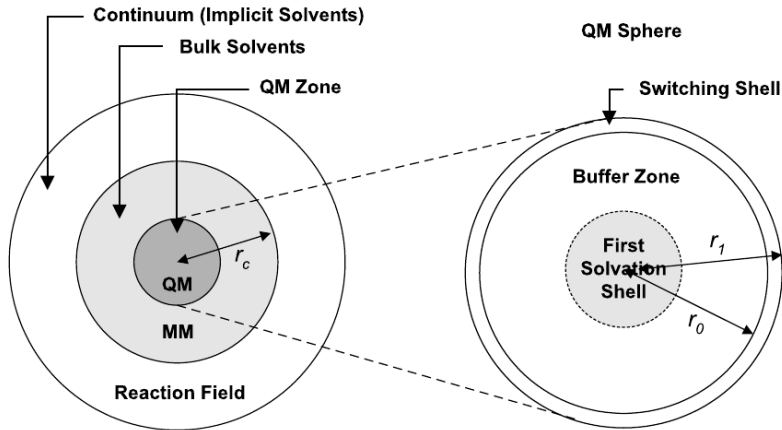 Continuum (Implicit Solvents)
Bulk Solvents
QM Zone
QM
MM
Reaction Field
r_c
QM Sphere
Switching Shell
Buffer Zone
First
Solvation
Shell
r_1
r_0